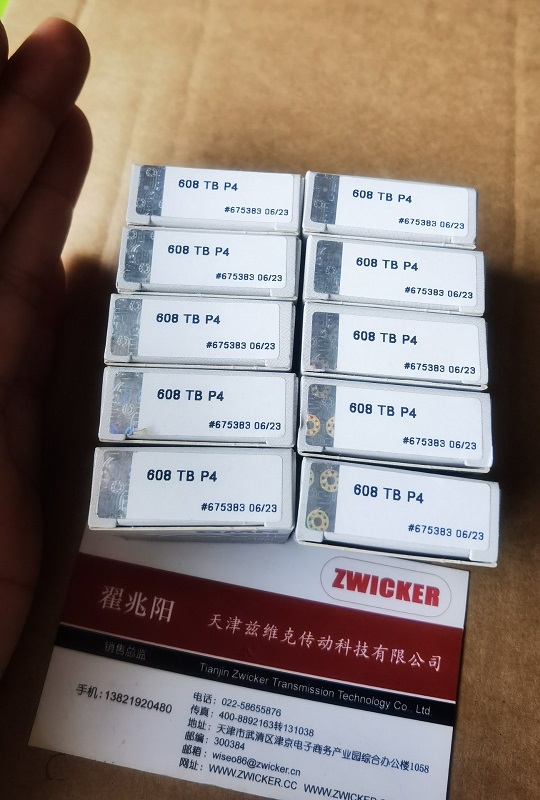 608 TB P4
#675383 06/23
608 TB P4
#675383 06/23
608 TB P4
#675383 06/23
608 TB P4
#675383 06/23
608 TB P4
#675383 06/23
608 TB P4
#675383 06/23
608 TB P4
#675383 06/23
608 TB P4
#675383 06/23
608 TB P4
#675383 06/23
608 TB P4
#675383 06/23
ZWICKER
翟兆阳 天津兹维克传动科技有限公司
销售总监 Tianjin Zwicker Transmission Technology Co., Ltd.
手机:13821920480
电话:022-58655876
传真:400-8892163转131038
地址:天津市武清区津京电子商务产业园综合办公楼1058
邮编:300384
邮箱:wiseo86@zwicker.cn
网址:WWW.ZWICKER.CC WWW.ZWICKER